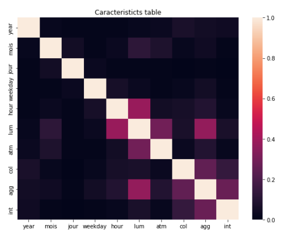 Caracteristicts table
year
mois
jour
weekday
hour
lum
atm
col
agg
int
year mois jour weekday hour lum atm col agg int
1.0
0.8
0.6
0.4
0.2
0.0